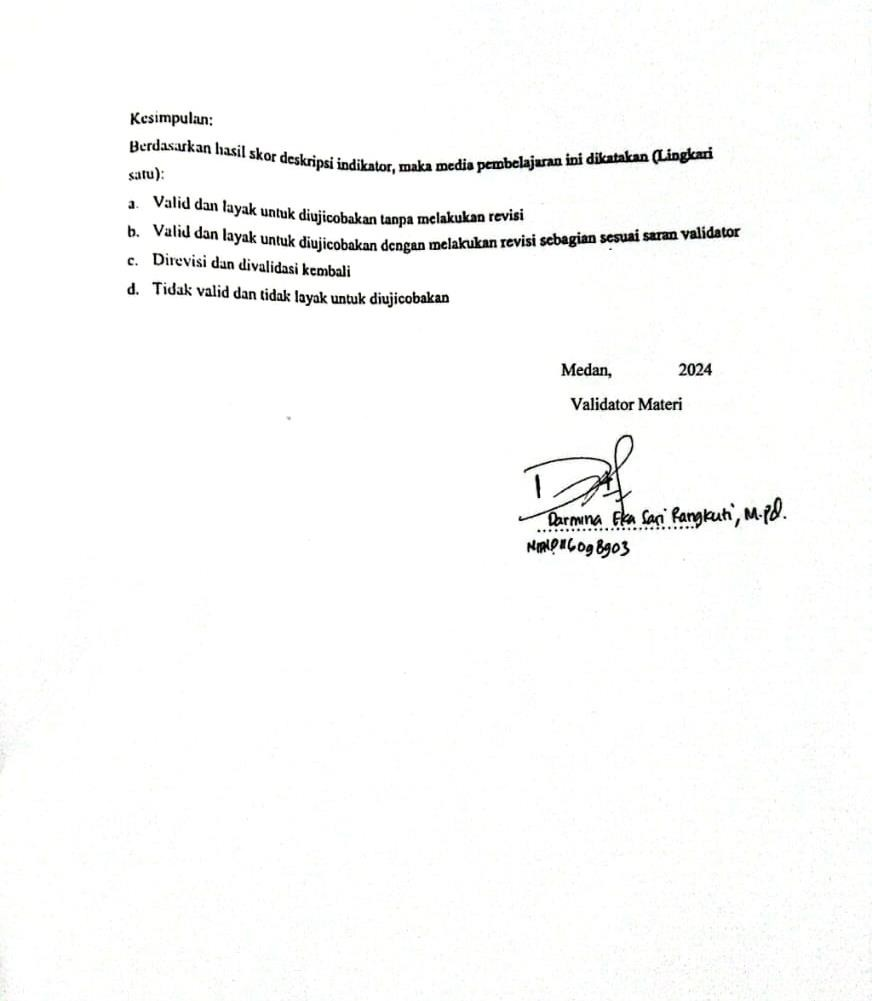 Kesimpulan:
Berdasarkan hasil skor deskripsi indikator, maka media pembelajaran ini dikatakan (Lingkari
satu):
a. Valid dan layak untuk diujicobakan tanpa melakukan revisi
b. Valid dan layak untuk diujicobakan dengan melakukan revisi sebagian sesuai saran validator
c. Direvisi dan divalidasi kembali
d. Tidak valid dan tidak layak untuk diujicobakan
Medan, 2024
Validator Materi
Darmina Eka Sari Rangkuti, M.Pd.